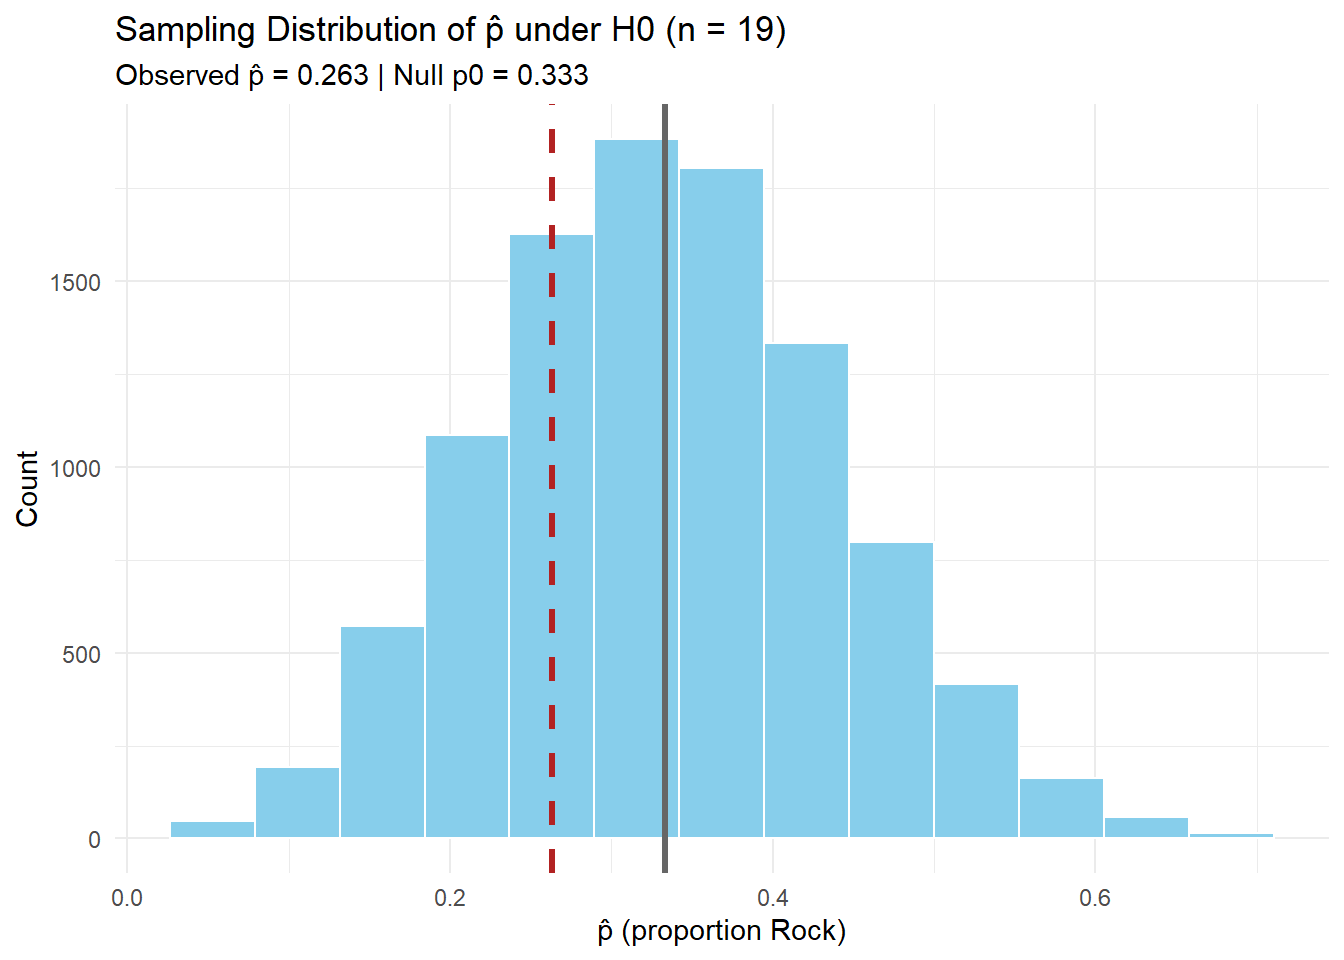 Sampling Distribution of p̂ under H0 (n = 19)
Observed p̂ = 0.263 | Null p0 = 0.333
Count
1500
1000
500
0
0.0 0.2 0.4 0.6
p̂ (proportion Rock)